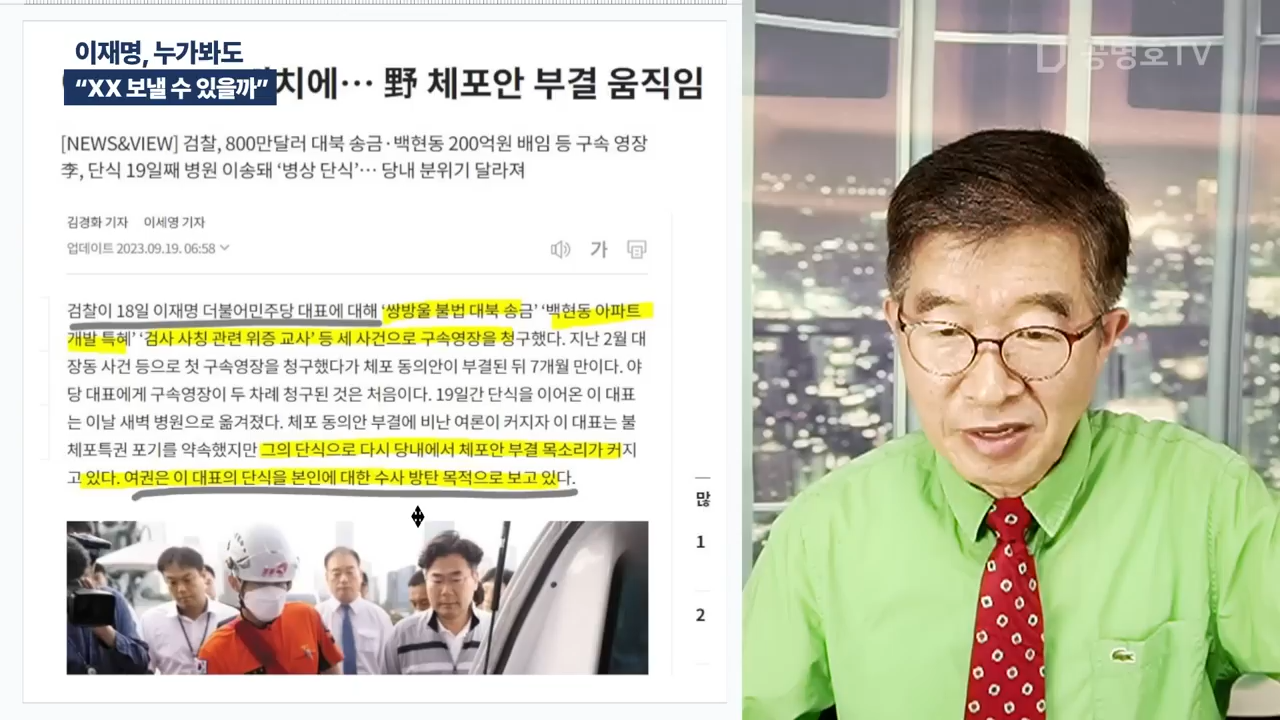 이재명, 누가봐도
“XX 보낼 수 있을까”
치에… 野 체포안 부결 움직임
공병호TV
[NEWS&VIEW] 검찰, 800만달러 대북 송금·백현동 200억원 배임 등 구속 영장
李, 단식 19일째 병원 이송돼 ‘병상 단식’… 당내 분위기 달라져
김경화 기자 이세영 기자
업데이트 2023.09.19. 06:58
가
검찰이 18일 이재명 더불어민주당 대표에 대해 ‘쌍방울 불법 대북 송금’ ‘백현동 아파트
개발 특혜’ ‘검사 사칭 관련 위증 교사’ 등 세 사건으로 구속영장을 청구했다. 지난 2월 대
장동 사건 등으로 첫 구속영장을 청구했다가 체포 동의안이 부결된 뒤 7개월 만이다. 야
당 대표에게 구속영장이 두 차례 청구된 것은 처음이다. 19일간 단식을 이어온 이 대표
는 이날 새벽 병원으로 옮겨졌다. 체포 동의안 부결에 비난 여론이 커지자 이 대표는 불
체포특권 포기를 약속했지만 그의 단식으로 다시 당내에서 체포안 부결 목소리가 커지
고 있다. 여권은 이 대표의 단식을 본인에 대한 수사 방탄 목적으로 보고 있다.
많
1
2